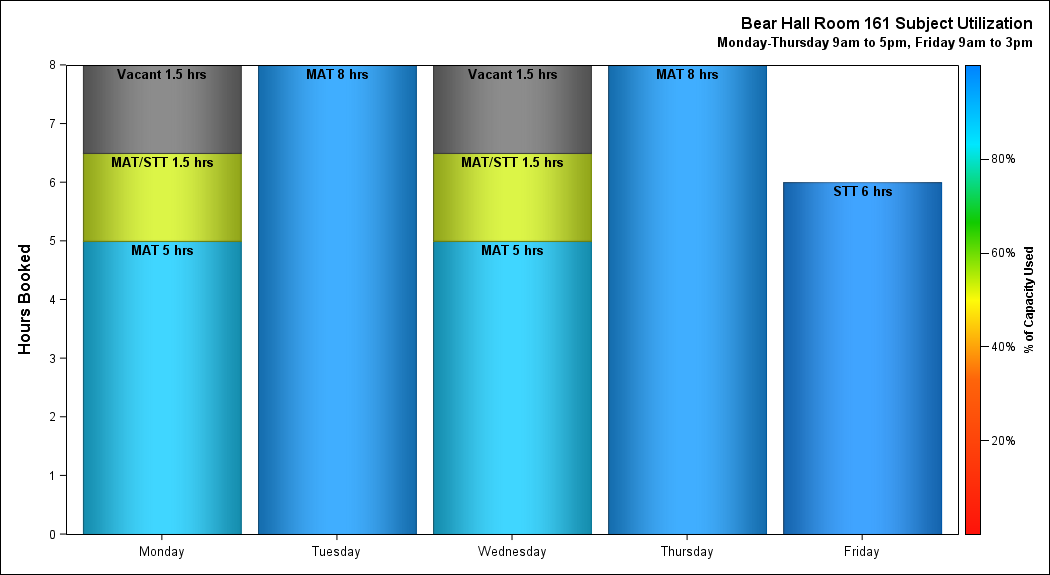 Bear Hall Room 161 Subject Utilization
Monday-Thursday 9am to 5pm, Friday 9am to 3pm
Hours Booked
8
7
6
5
4
3
2
1
0
Vacant 1.5 hrs
MAT/STT 1.5 hrs
MAT 5 hrs
MAT 8 hrs
Vacant 1.5 hrs
MAT/STT 1.5 hrs
MAT 5 hrs
MAT 8 hrs
STT 6 hrs
Monday
Tuesday
Wednesday
Thursday
Friday
80%
60%
40%
20%
% of Capacity Used